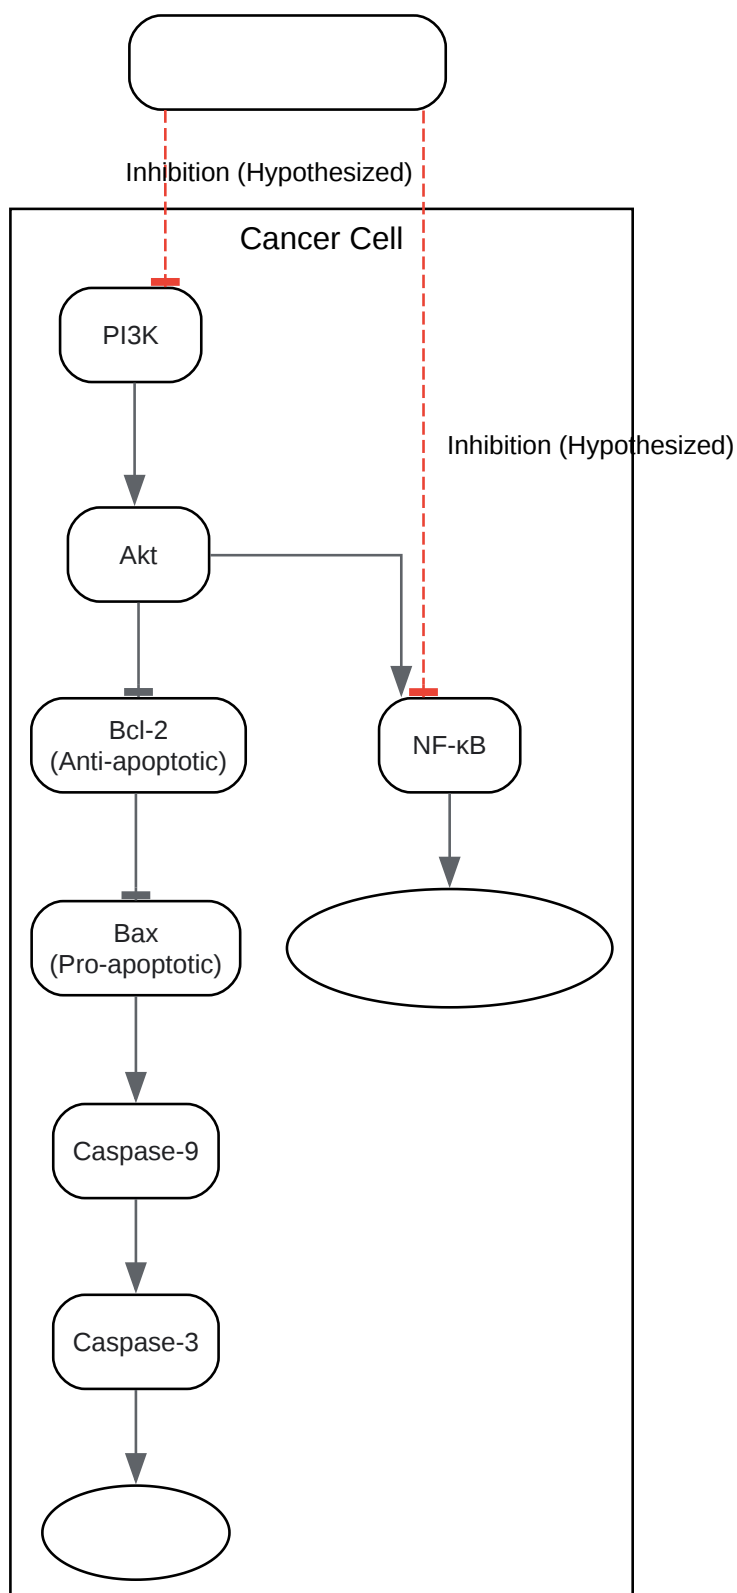 Inhibition (Hypothesized)
Cancer Cell
PI3K
Inhibition (Hypothesized)
Akt
Bcl-2
(Anti-apoptotic)
NF-κB
Bax
(Pro-apoptotic)
Caspase-9
Caspase-3